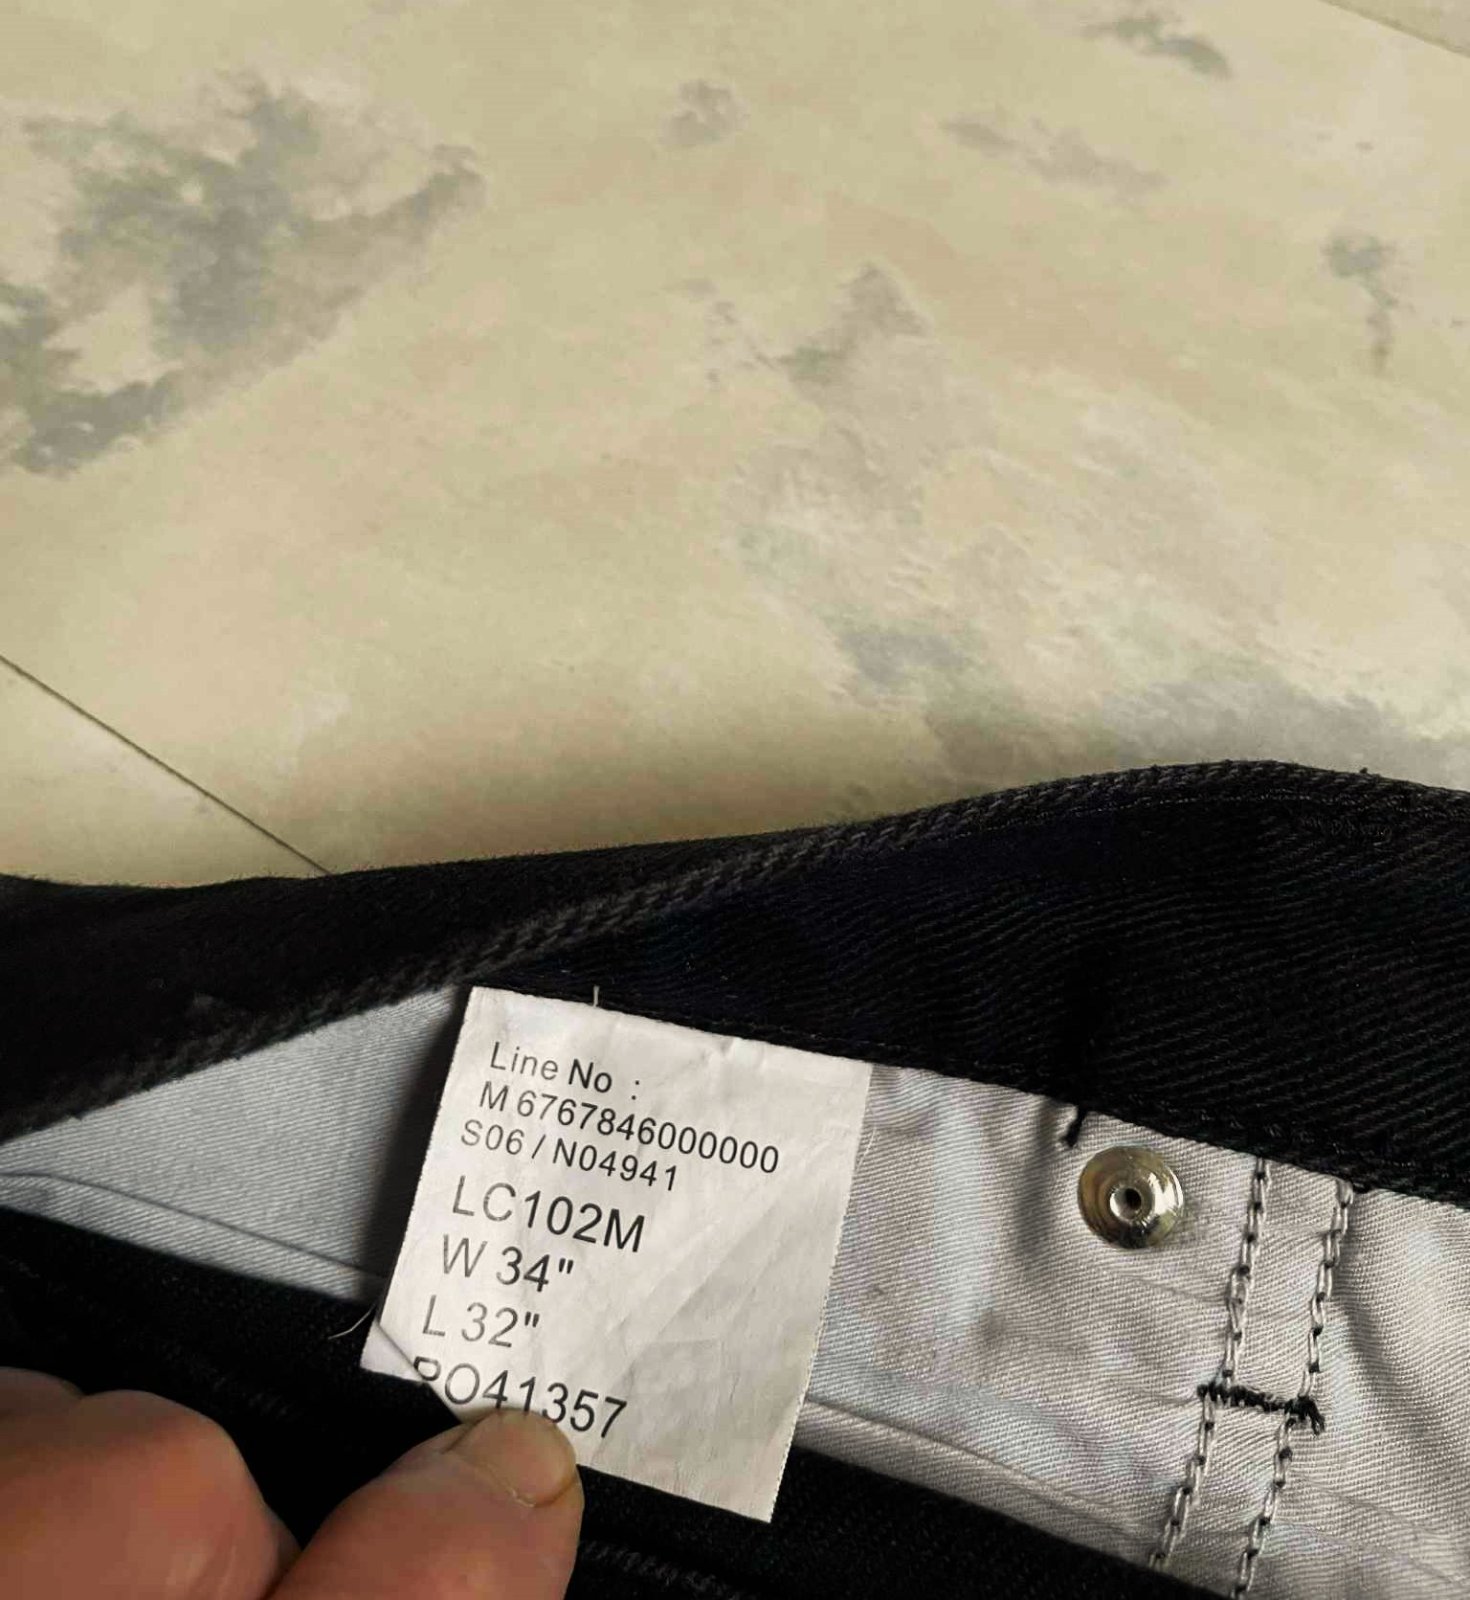 Line No :
M 6767846000000
S06 / N04941
LC102M
W 34"
L 32"
PO41357